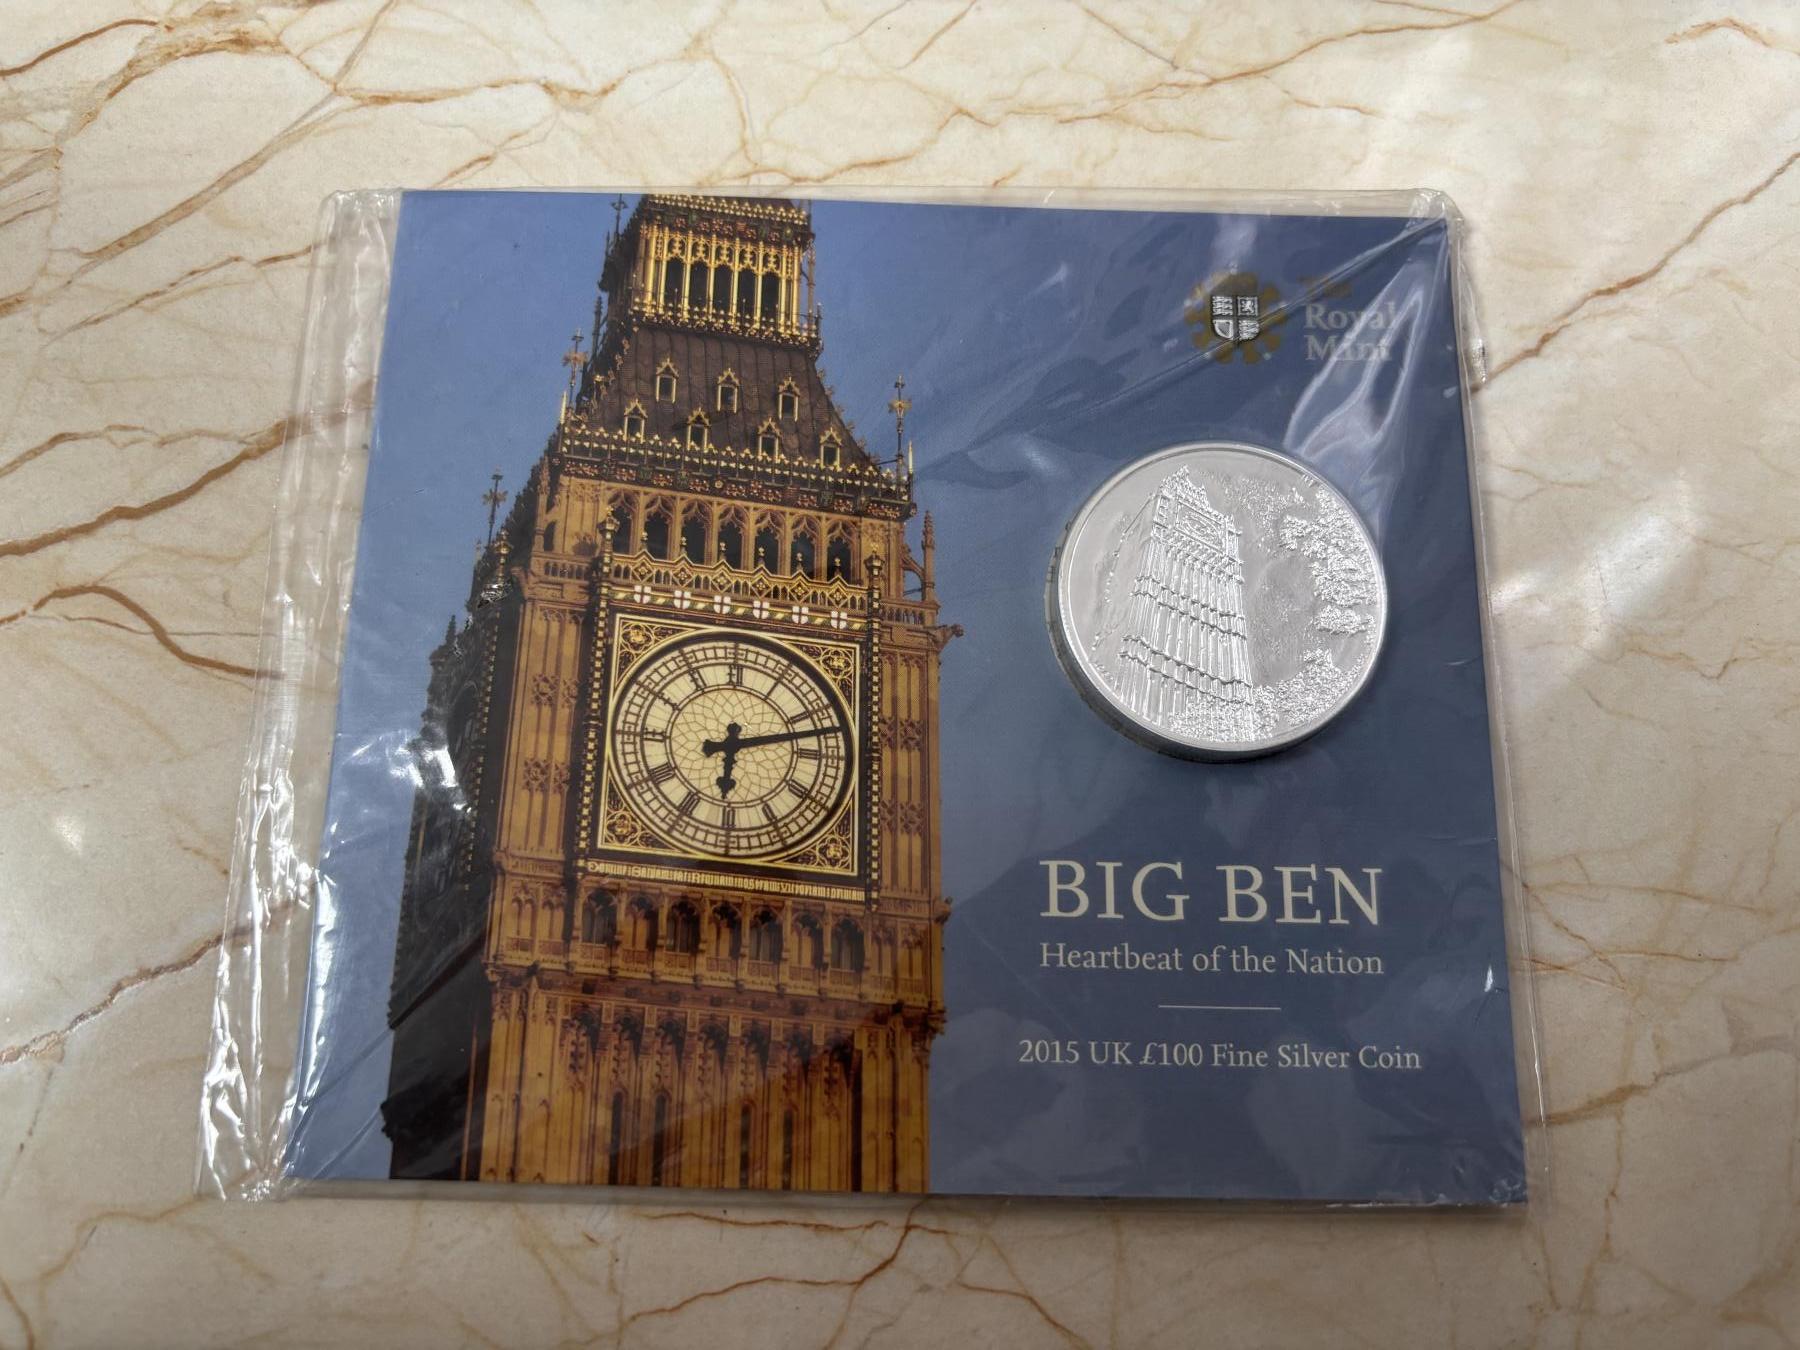 The
Royal
Mint
BIG BEN
Heartbeat of the Nation
2015 UK £100 Fine Silver Coin